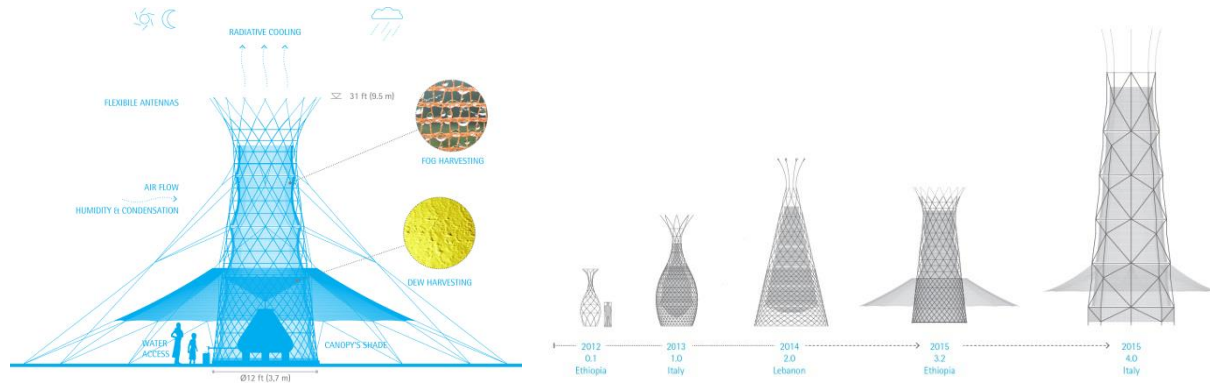 RADIATIVE COOLING
FLEXIBILE ANTENNAS
31 ft (9.5 m)
FOG HARVESTING
AIR FLOW
HUMIDITY & CONDENSATION
DEW HARVESTING
WATER
ACCESS
CANOPY'S SHADE
Ø12 ft (3,7 m)
2012
0.1
Ethiopia
2013
1.0
Italy
2014
2.0
Lebanon
2015
3.2
Ethiopia
2015
4.0
Italy